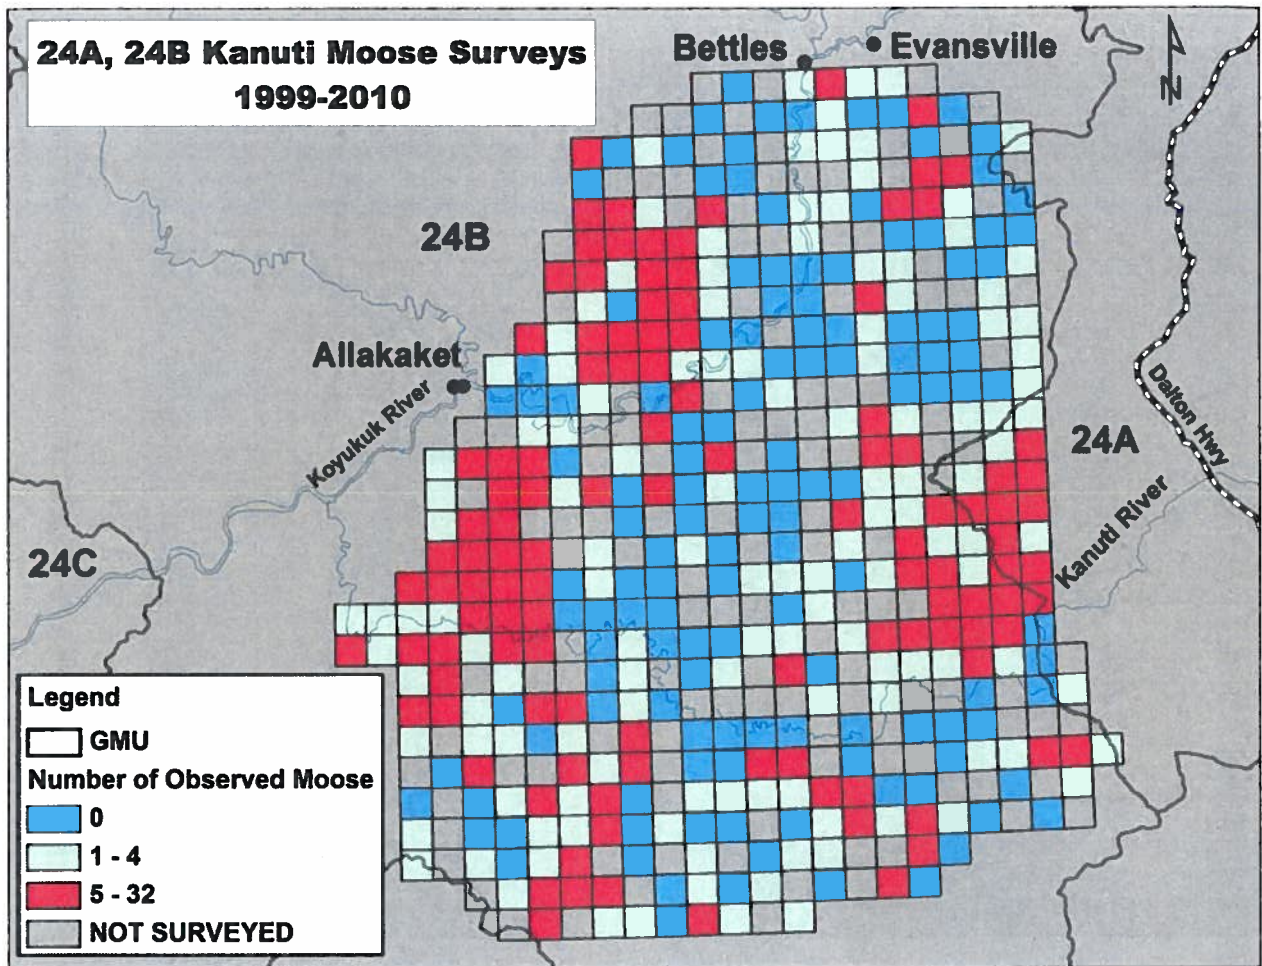 24A, 24B Kanuti Moose Surveys
1999-2010
Bettles
Evansville
N
24B
Allakaket
Koyukuk River
Dalton Hwy
24A
Kanuti River
24C
Legend
GMU
Number of Observed Moose
0
1 - 4
5 - 32
NOT SURVEYED